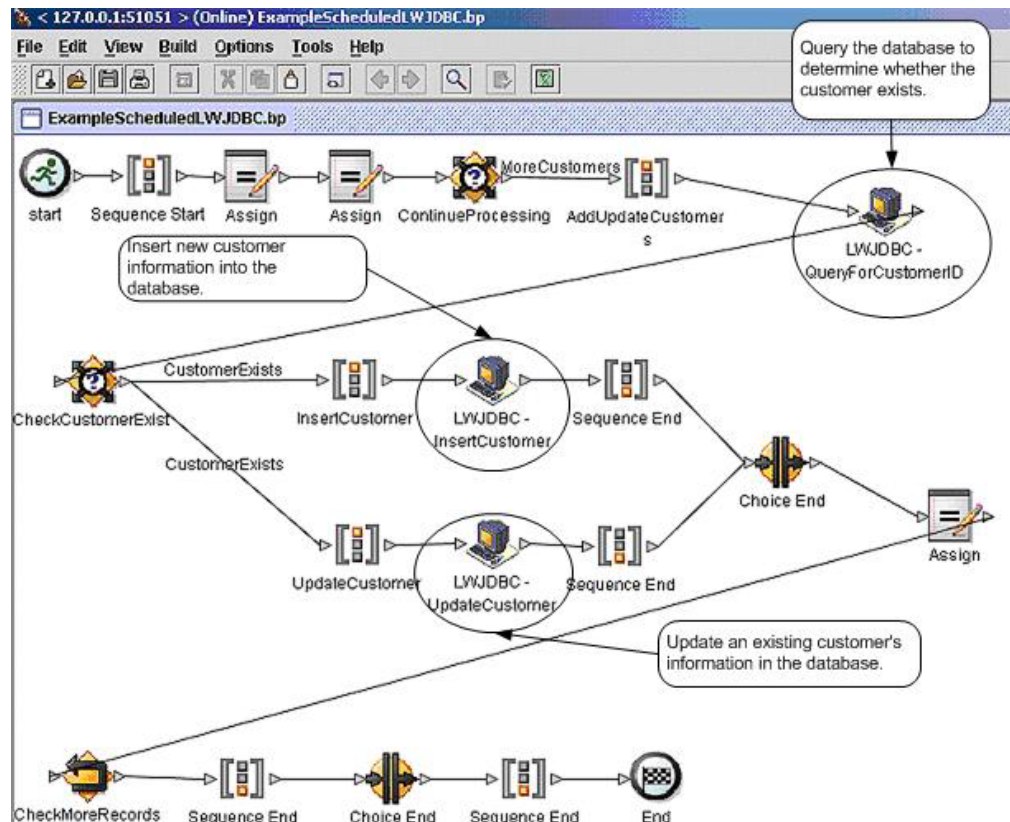 < 127.0.0.1:51051 > (Online) ExampleScheduledLWJDBC.bp
File Edit View Build Options Tools Help
Query the database to
determine whether the
customer exists.
ExampleScheduledLWJDBC.bp
MoreCustomers
start
Sequence Start
Assign
Assign
ContinueProcessing
AddUpdateCustomer
s
LWJDBC -
QueryForCustomerID
Insert new customer
information into the
database.
CustomerExists
CheckCustomerExist
InsertCustomer
LWJDBC -
InsertCustomer
Sequence End
CustomerExists
Choice End
Assign
UpdateCustomer
LWJDBC -
UpdateCustomer
Sequence End
Update an existing customer's
information in the database.
CheckMoreRecords
Sequence End
Choice End
Sequence End
End